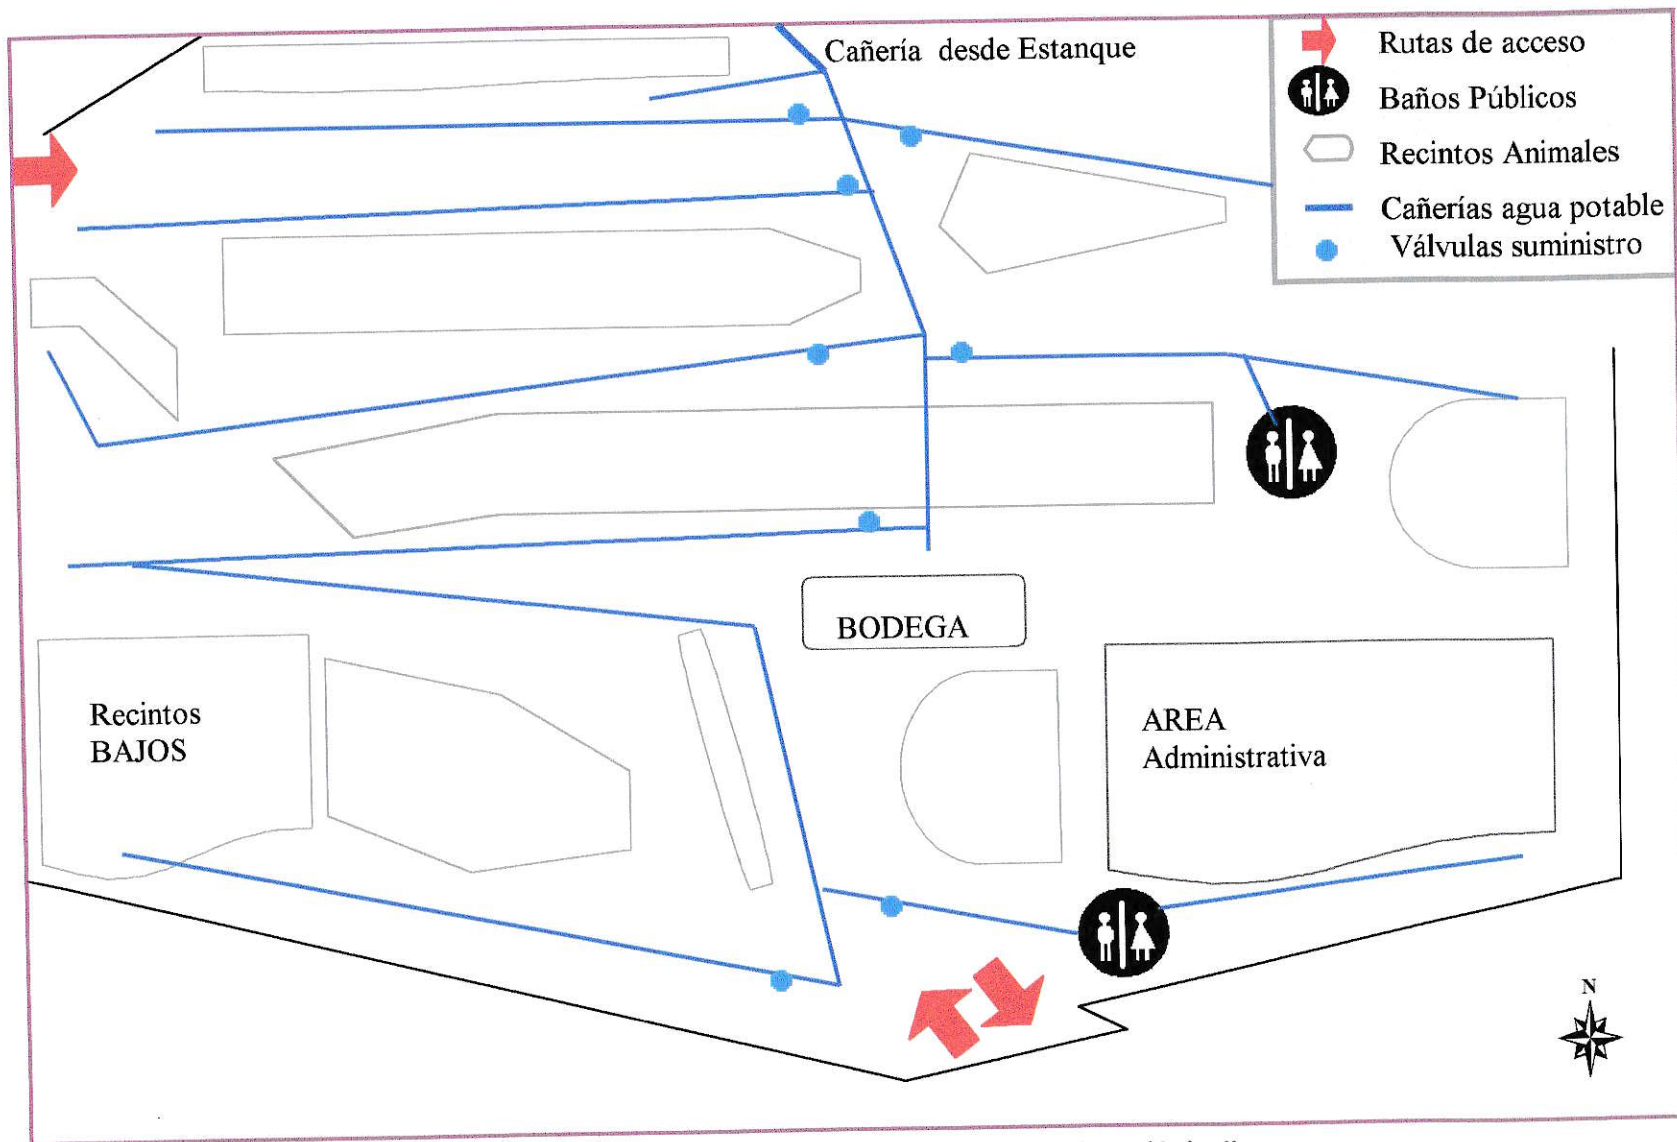 Cañería desde Estanque
Rutas de acceso
Baños Públicos
Recintos Animales
Cañerías agua potable
Válvulas suministro
BODEGA
Recintos
BAJOS
AREA
Administrativa
N